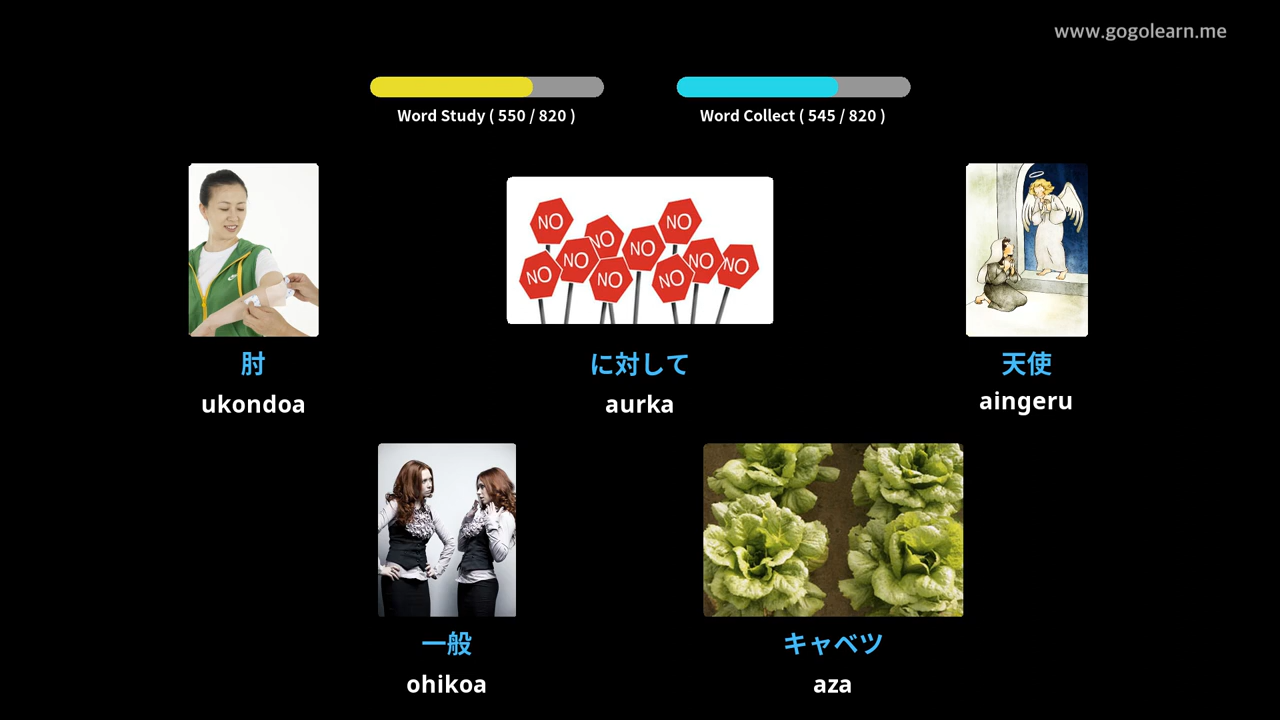 www.gogolearn.me
Word Study ( 550 / 820 )
Word Collect ( 545 / 820 )
NO
NO
NO
NO
NO
NO
NO
NO
NO
NO
肘
に対して
天使
ukondoa
aurka
aingeru
一般
キャベツ
ohikoa
aza